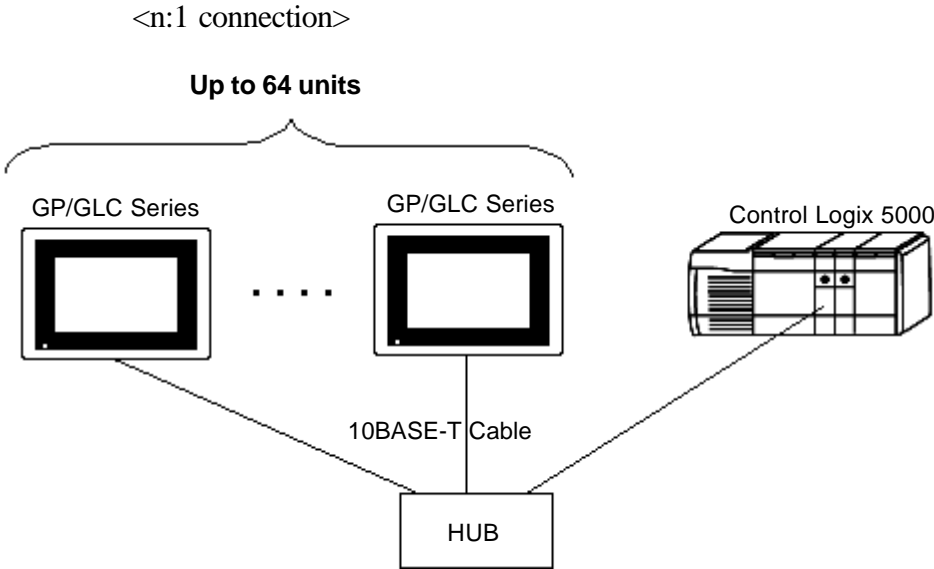 <n:1 connection>
Up to 64 units
GP/GLC Series
GP/GLC Series
Control Logix 5000
10BASE-T Cable
HUB